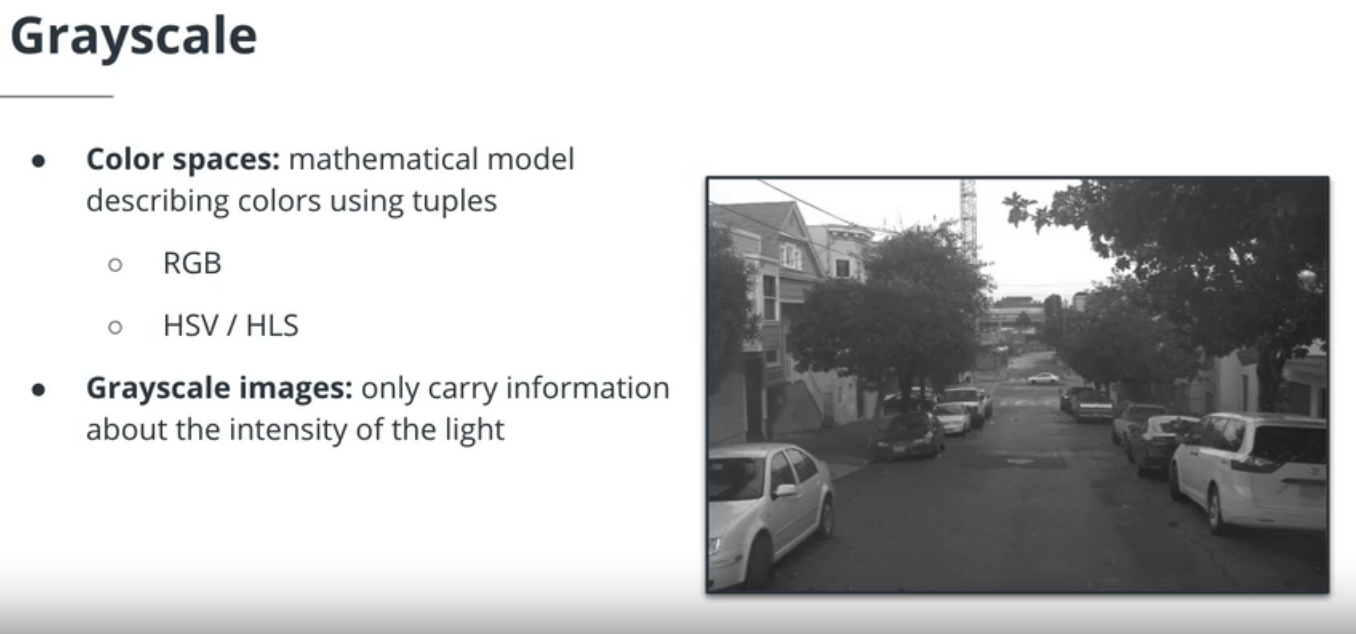 Grayscale
● Color spaces: mathematical model
describing colors using tuples
○ RGB
○ HSV / HLS
● Grayscale images: only carry information
about the intensity of the light